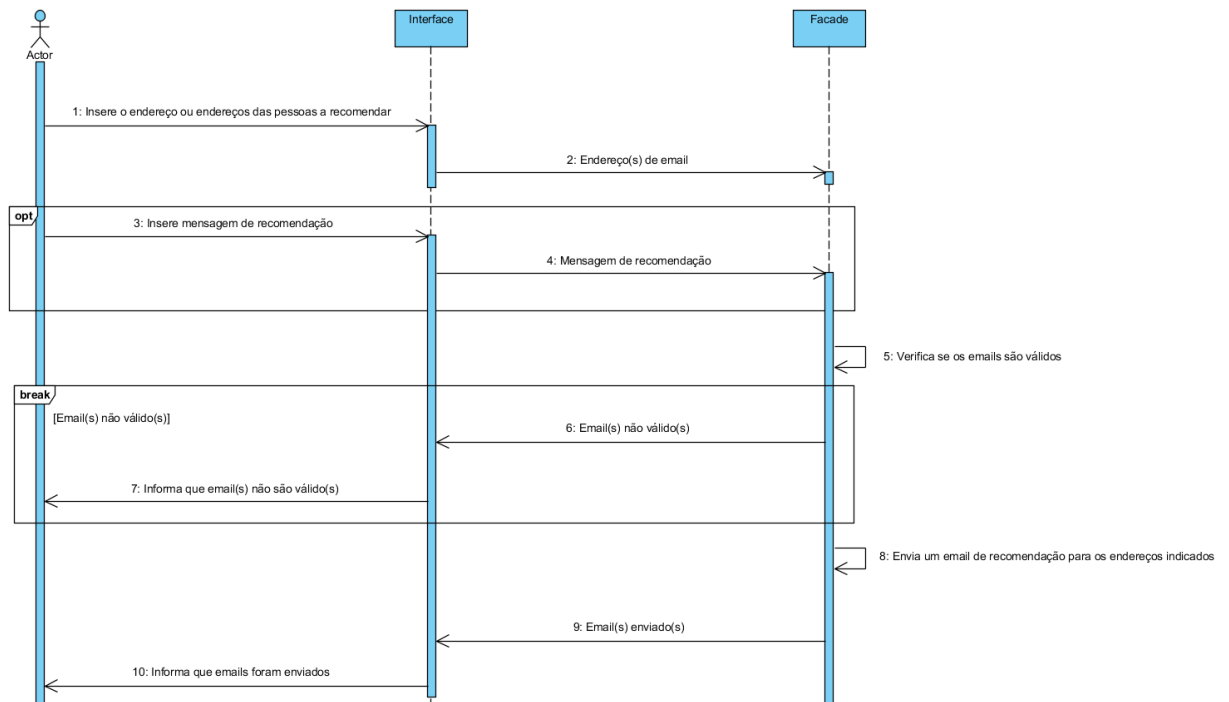 Actor
Interface
Facade
1: Insere o endereço ou endereços das pessoas a recomendar
2: Endereço(s) de email
opt
3: Insere mensagem de recomendação
4: Mensagem de recomendação
5: Verifica se os emails são válidos
break
[Email(s) não válido(s)]
6: Email(s) não válido(s)
7: Informa que email(s) não são válido(s)
8: Envia um email de recomendação para os endereços indicados
9: Email(s) enviado(s)
10: Informa que emails foram enviados